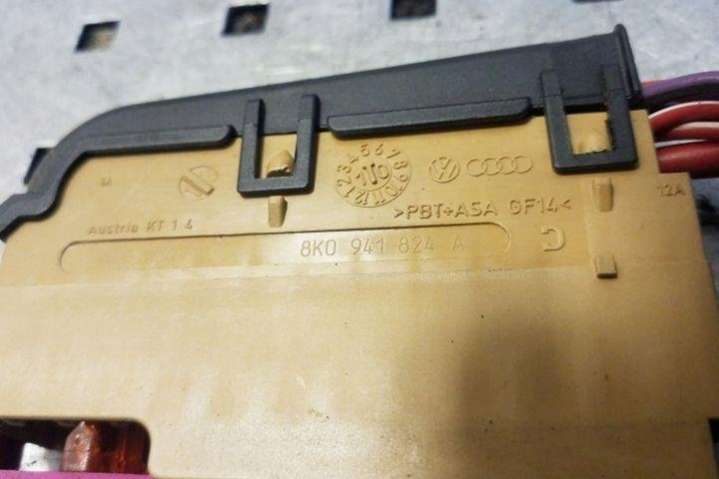 Austria KT 1 4
>PBT+ASA GF14<
12A
8K0 941 824 A